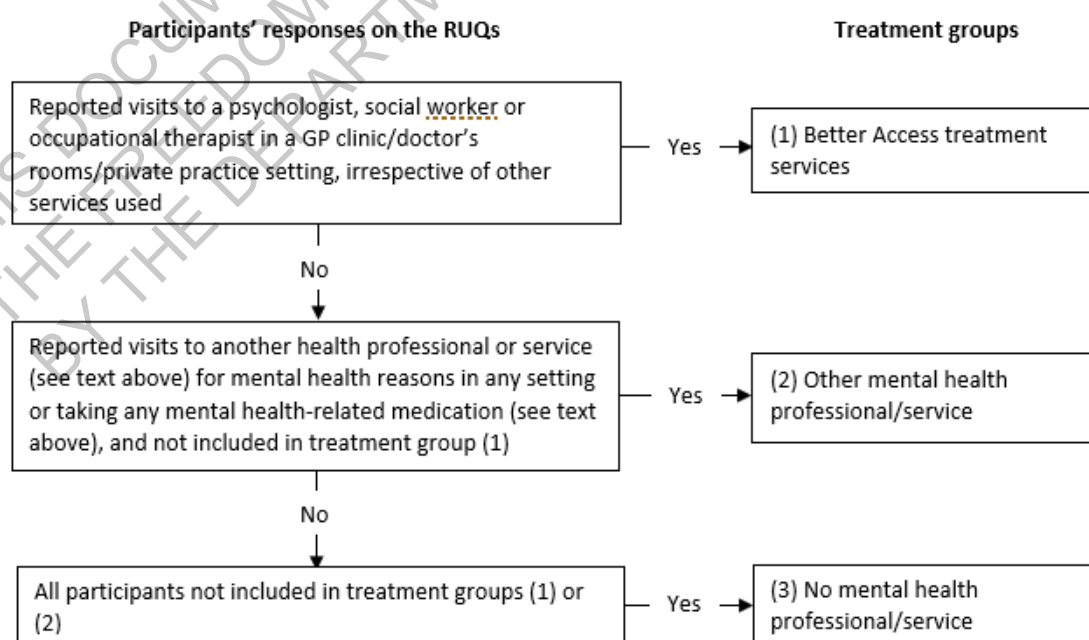 Participants' responses on the RUQs
Treatment groups
Reported visits to a psychologist, social worker or
occupational therapist in a GP clinic/doctor's
rooms/private practice setting, irrespective of other
services used
Yes
(1) Better Access treatment
services
No
Reported visits to another health professional or service
(see text above) for mental health reasons in any setting
or taking any mental health-related medication (see text
above), and not included in treatment group (1)
Yes
(2) Other mental health
professional/service
No
All participants not included in treatment groups (1) or
(2)
Yes
(3) No mental health
professional/service